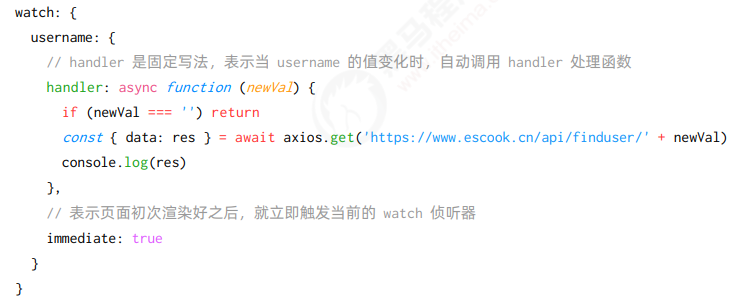 watch: {
username: {
// handler 是固定写法，表示当 username 的值变化时，自动调用 handler 处理函数
handler: async function (newVal) {
if (newVal === '') return
const { data: res } = await axios.get('https://www.escook.cn/api/finduser/' + newVal)
console.log(res)
},
// 表示页面初次渲染好之后，就立即触发当前的 watch 侦听器
immediate: true
}
}